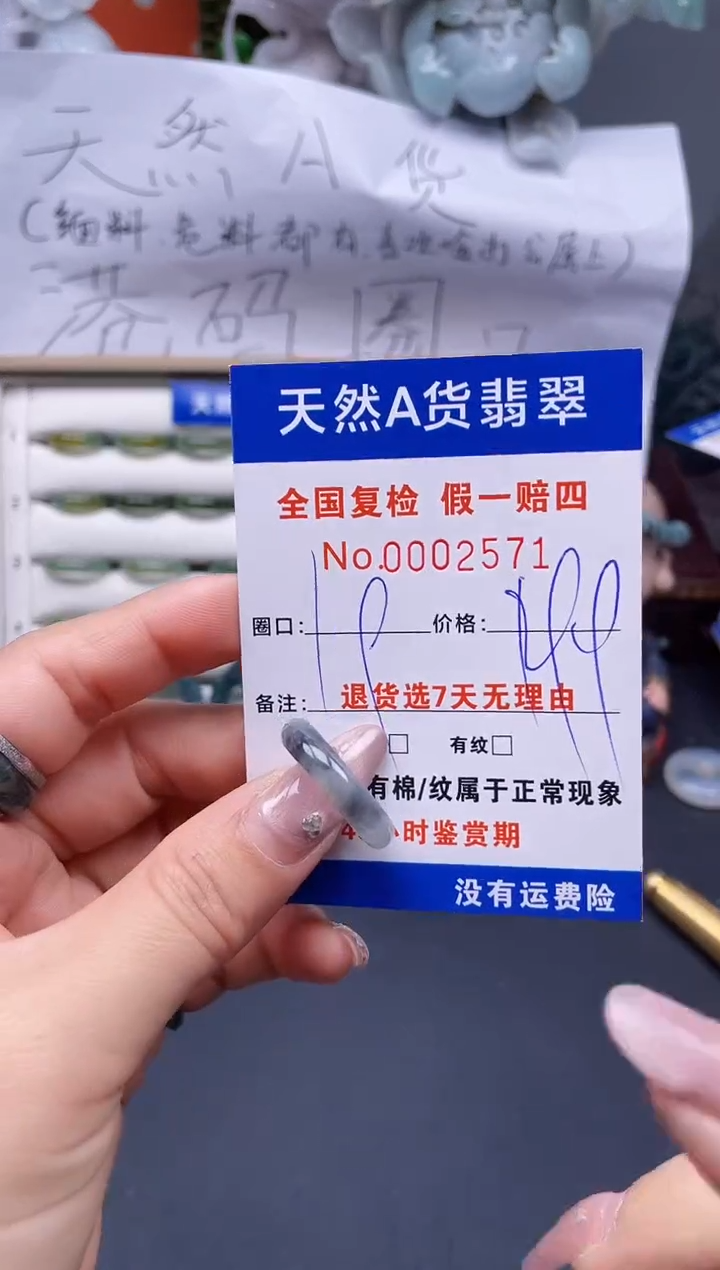 天然A货
港码圈口
天然A货翡翠
全国复检 假一赔四
No.0002571
圈口: 价格:
备注: 退货选7天无理由
有纹
有棉/纹属于正常现象
小时鉴赏期
没有运费险